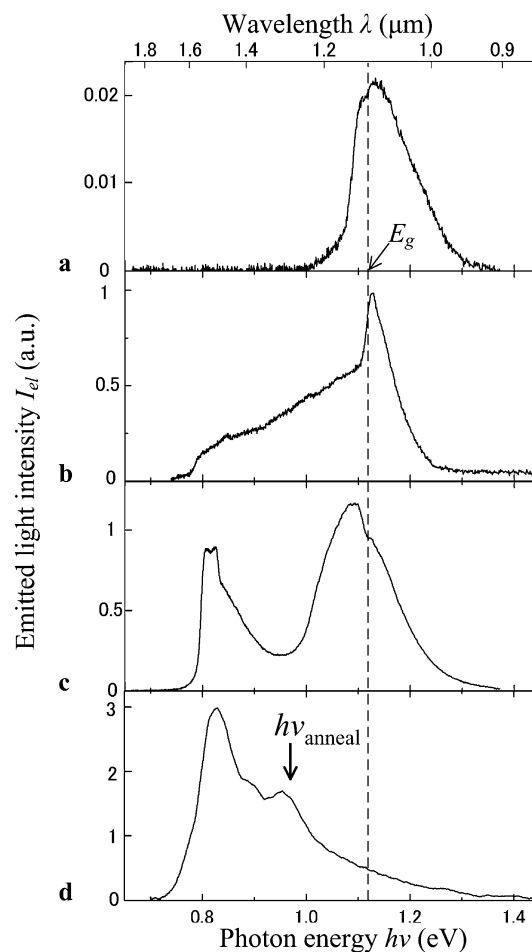 Wavelength λ (μm)
1.8 1.6 1.4 1.2 1.0 0.9
0.02
0.01
0
a
E_g
1
0.5
0
b
1
0.5
0
c
3
2
1
0
d
hν_anneal
Emitted light intensity I_el (a.u.)
0.8 1.0 1.2 1.4
Photon energy hν (eV)